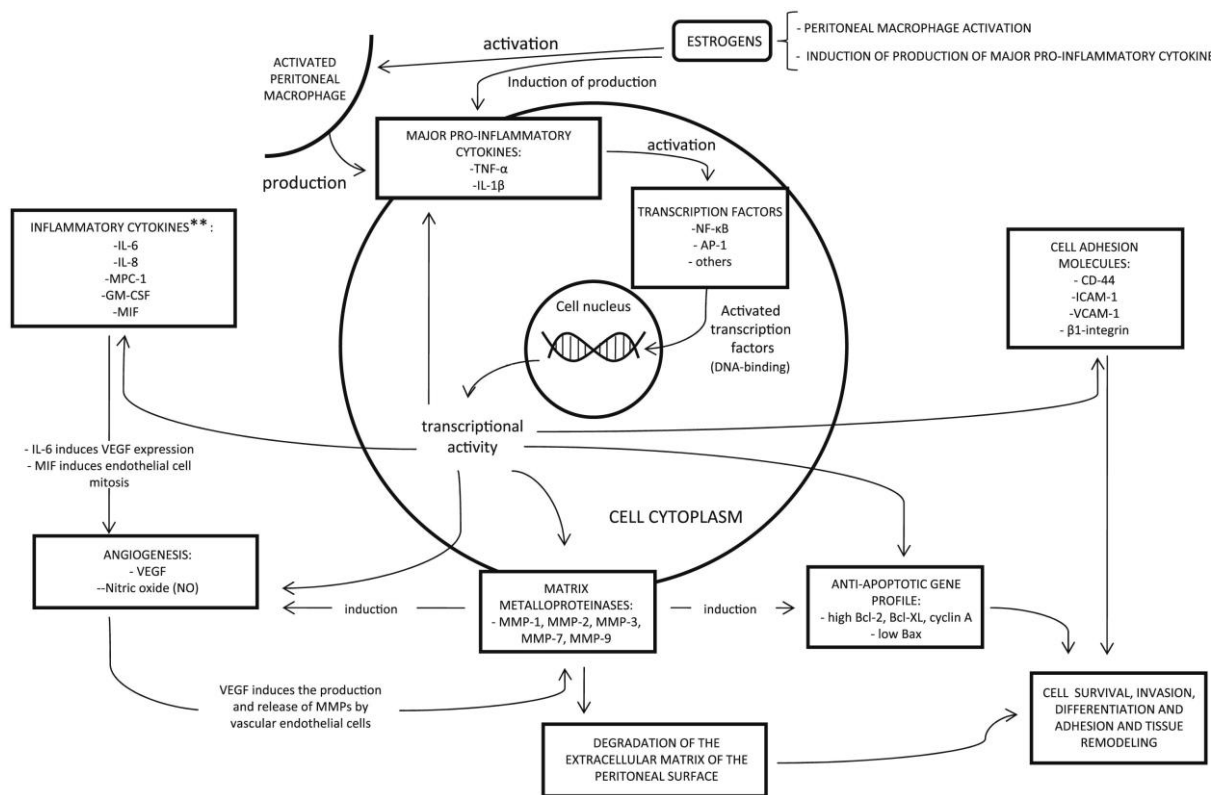 ESTROGENS
- PERITONEAL MACROPHAGE ACTIVATION
- INDUCTION OF PRODUCTION OF MAJOR PRO-INFLAMMATORY CYTOKINE
activation
Induction of production
ACTIVATED
PERITONEAL
MACROPHAGE
production
MAJOR PRO-INFLAMMATORY
CYTOKINES:
-TNF-α
-IL-1β
activation
TRANSCRIPTION FACTORS
-NF-κB
- AP-1
- others
INFLAMMATORY CYTOKINES**:
-IL-6
-IL-8
-MPC-1
-GM-CSF
-MIF
CELL ADHESION
MOLECULES:
- CD-44
-ICAM-1
-VCAM-1
- β1-integrin
Cell nucleus
Activated
transcription
factors
(DNA-binding)
transcriptional
activity
- IL-6 induces VEGF expression
- MIF induces endothelial cell
mitosis
CELL CYTOPLASM
ANGIOGENESIS:
- VEGF
--Nitric oxide (NO)
induction
MATRIX
METALLOPROTEINASES:
- MMP-1, MMP-2, MMP-3,
MMP-7, MMP-9
induction
ANTI-APOPTOTIC GENE
PROFILE:
- high Bcl-2, Bcl-XL, cyclin A
- low Bax
VEGF induces the production
and release of MMPs by
vascular endothelial cells
DEGRADATION OF THE
EXTRACELLULAR MATRIX OF THE
PERITONEAL SURFACE
CELL SURVIVAL, INVASION,
DIFFERENTIATION AND
ADHESION AND TISSUE
REMODELING